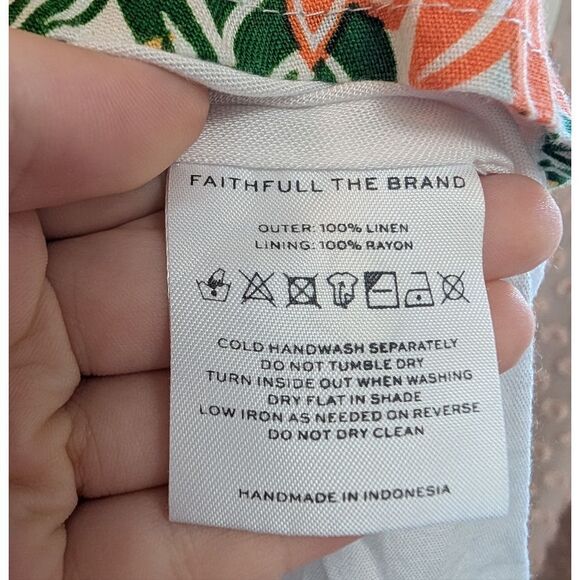 FAITHFULL THE BRAND
OUTER: 100% LINEN
LINING: 100% RAYON
COLD HANDWASH SEPARATELY
DO NOT TUMBLE DRY
TURN INSIDE OUT WHEN WASHING
DRY FLAT IN SHADE
LOW IRON AS NEEDED ON REVERSE
DO NOT DRY CLEAN
HANDMADE IN INDONESIA